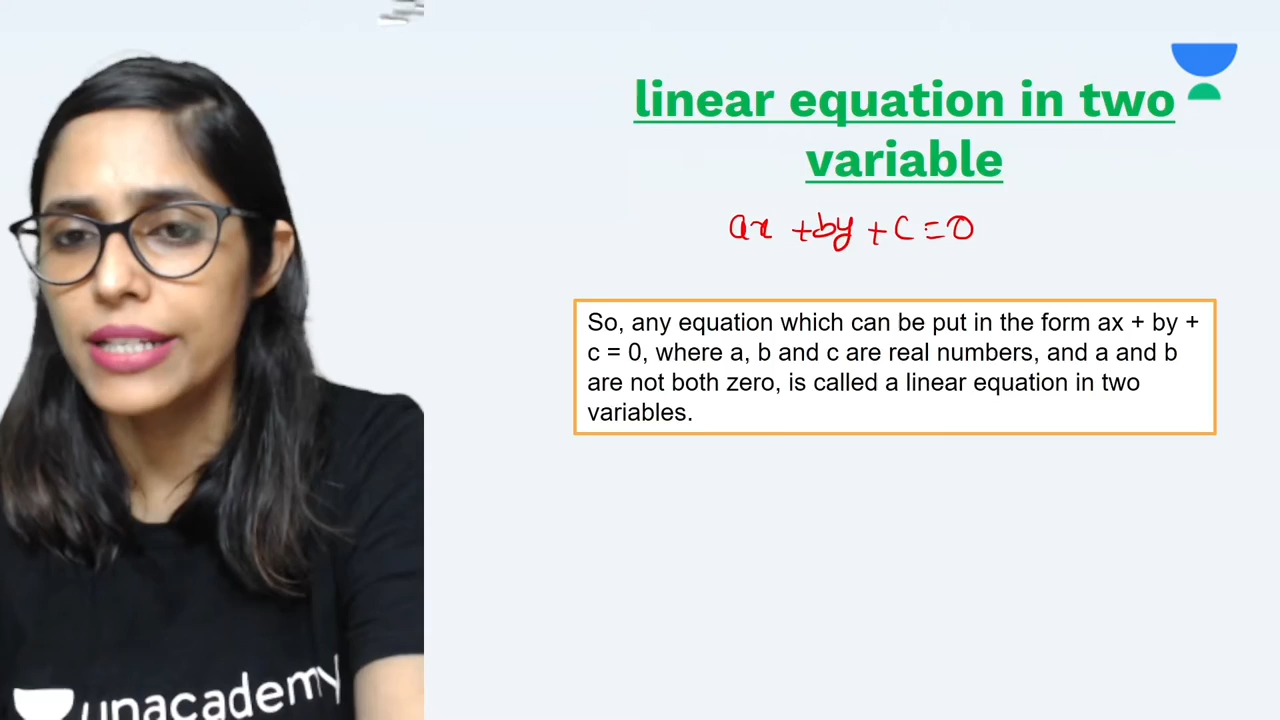 linear equation in two
variable
ax + by + c = 0
So, any equation which can be put in the form ax + by +
c = 0, where a, b and c are real numbers, and a and b
are not both zero, is called a linear equation in two
variables.
unacademy